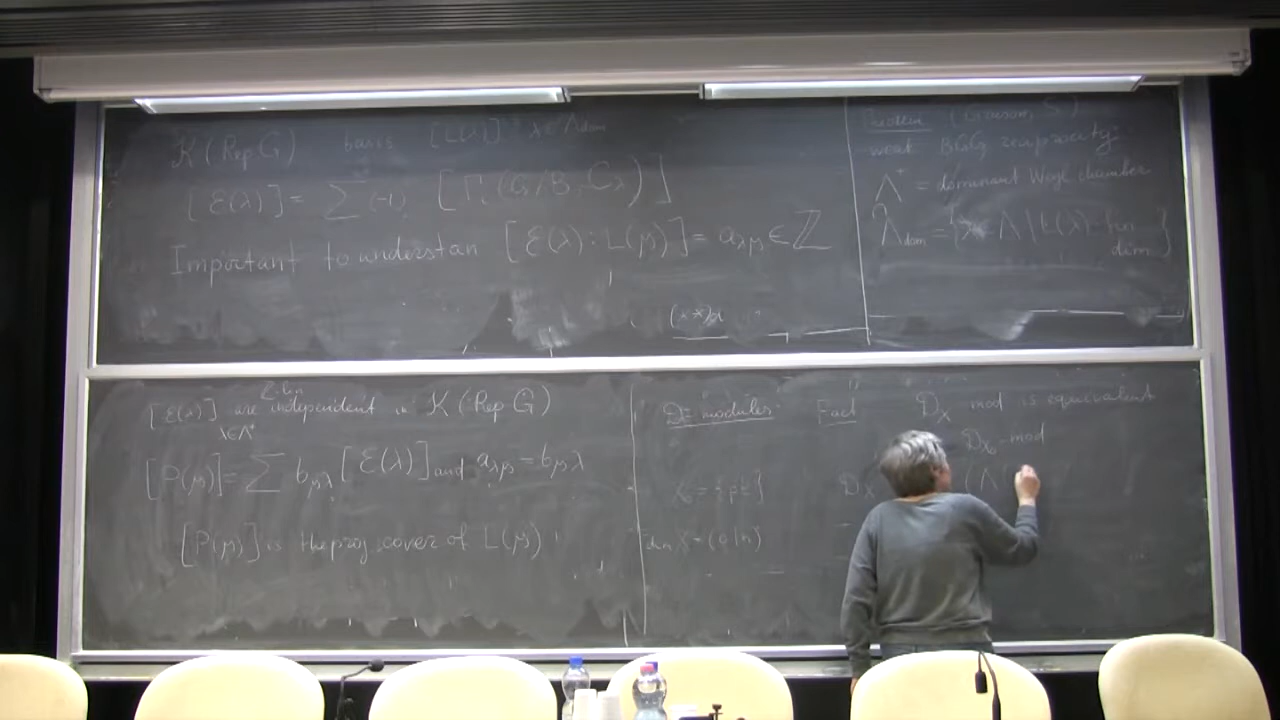 K(Rep G) basis [L(λ)] λ∈Λdom
[Ɛ(λ)] = ∑ (-1) [Γi(G/B, Cλ)]
Important to understan [Ɛ(λ) : L(μ)] = aλμ ∈ ℤ
(**)
(Gruson, S.)
weak BGG reciprocity
Λ⁺ = dominant Weyl chamber
Λdom = {λ ∈ Λ | L(λ) - fin dim }
[Ɛ(λ)] are independent in K(Rep G)
λ∈Λ⁺
[P(μ)] = ∑ bμλ [Ɛ(λ)] and aλμ = bμλ
[P(μ)] is the proj. cover of L(μ)
D-modules Fact DX mod is equivalent
DX₀-mod
X₀ = {pt} DX (Λ
dim X = (0|n)